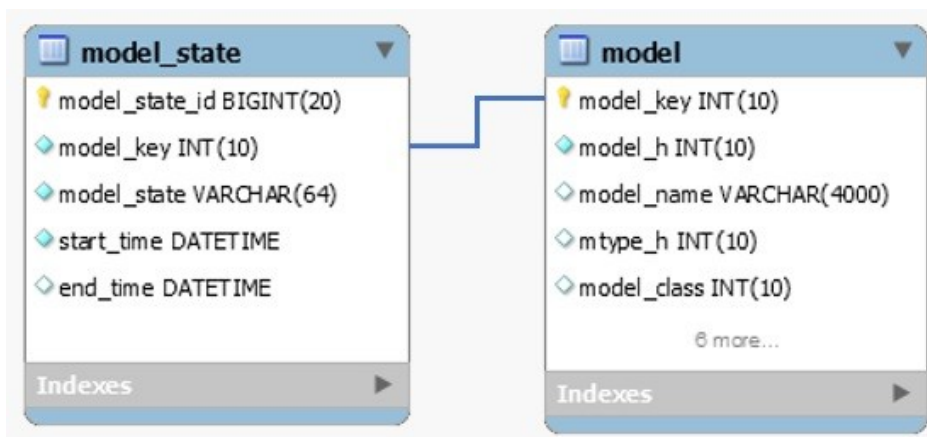 model_state
model_state_id BIGINT(20)
model_key INT(10)
model_state VARCHAR(64)
start_time DATETIME
end_time DATETIME
Indexes
model
model_key INT(10)
model_h INT(10)
model_name VARCHAR(4000)
mtype_h INT(10)
model_class INT(10)
6 more...
Indexes